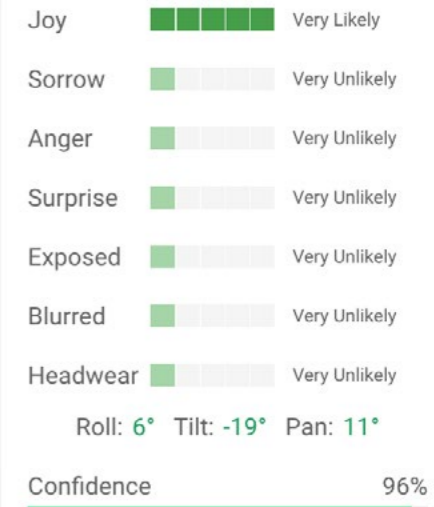 Joy Very Likely
Sorrow Very Unlikely
Anger Very Unlikely
Surprise Very Unlikely
Exposed Very Unlikely
Blurred Very Unlikely
Headwear Very Unlikely
Roll: 6° Tilt: -19° Pan: 11°
Confidence 96%